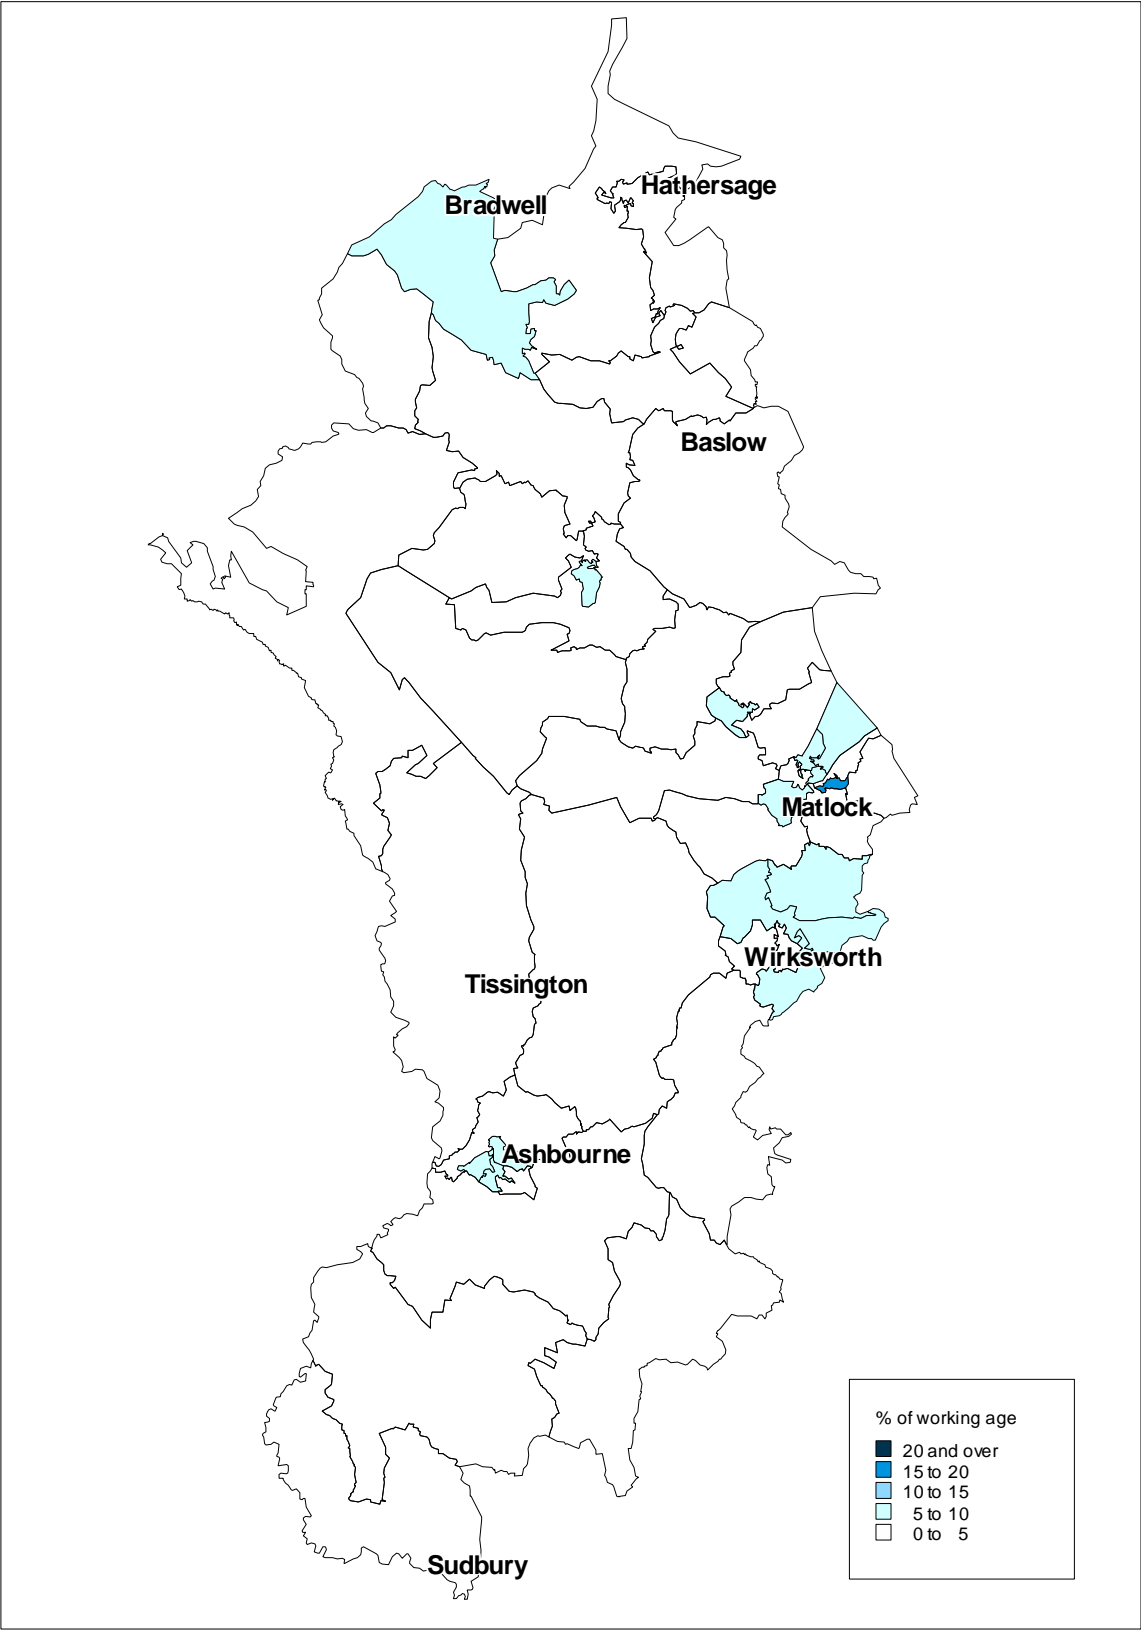 Hathersage
Bradwell
Baslow
Matlock
Wirksworth
Tissington
Ashbourne
% of working age
20 and over
15 to 20
10 to 15
5 to 10
0 to 5
Sudbury